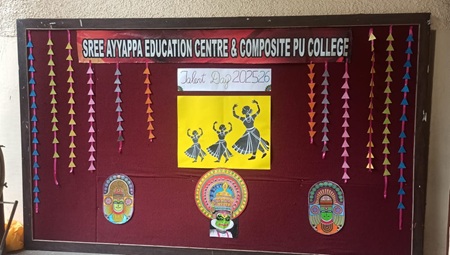 SREE AYYAPPA EDUCATION CENTRE & COMPOSITE PU COLLEGE
Talent Day 2025-26